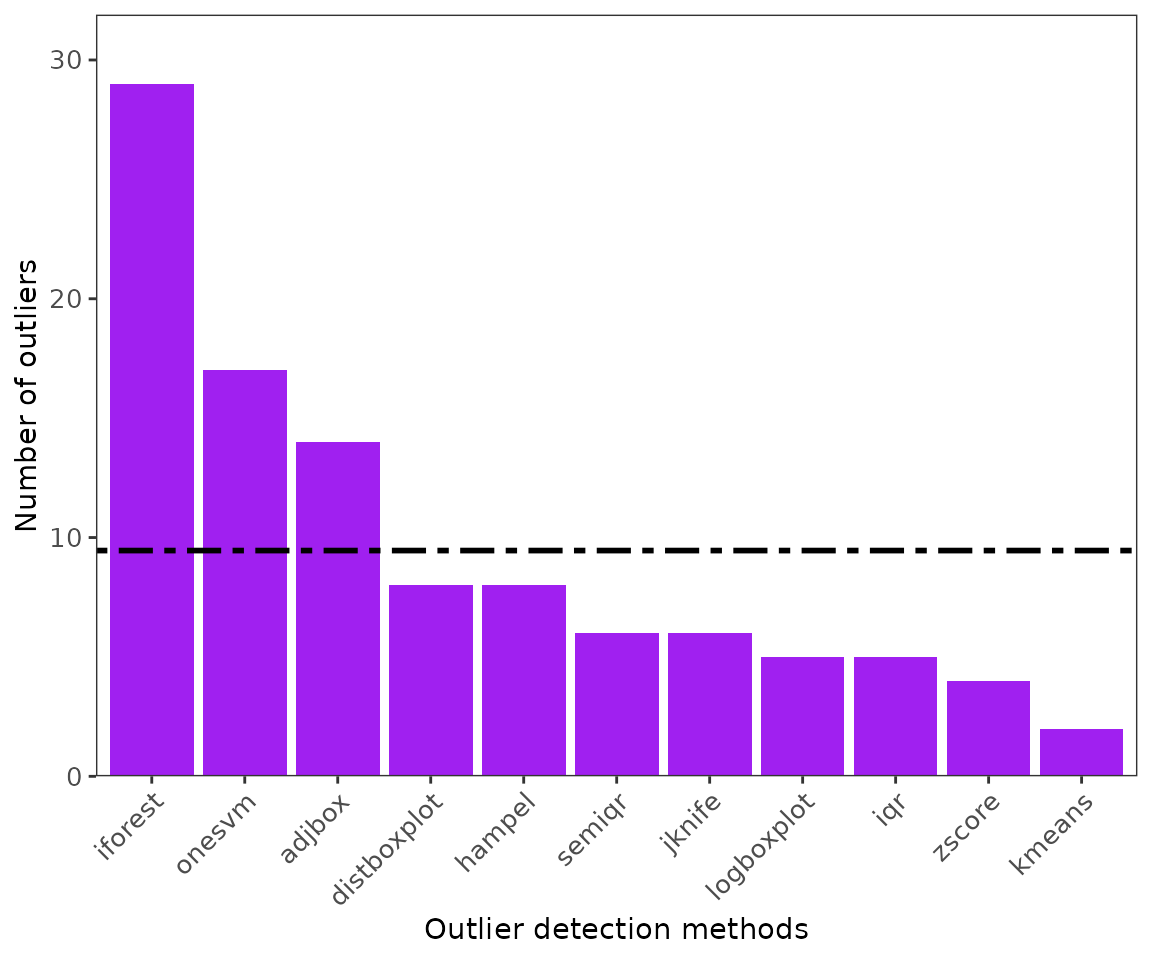 Number of outliers
30
20
10
0
iforest
onesvm
adjbox
distboxplot
hampel
semiqr
jknife
logboxplot
iqr
zscore
kmeans
Outlier detection methods